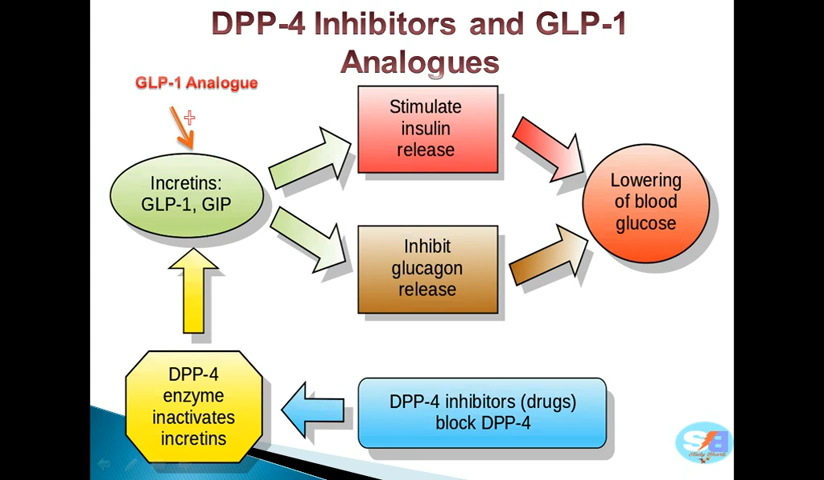 DPP-4 Inhibitors and GLP-1
Analogues
GLP-1 Analogue
Stimulate
insulin
release
Incretins:
GLP-1, GIP
Lowering
of blood
glucose
Inhibit
glucagon
release
DPP-4
enzyme
inactivates
incretins
DPP-4 inhibitors (drugs)
block DPP-4